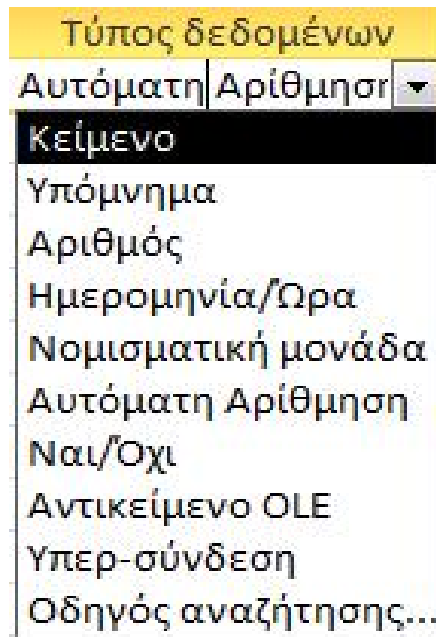 Τύπος δεδομένων
Αυτόματη Αρίθμηση
Κείμενο
Υπόμνημα
Αριθμός
Ημερομηνία/Ώρα
Νομισματική μονάδα
Αυτόματη Αρίθμηση
Ναι/Όχι
Αντικείμενο OLE
Υπερ-σύνδεση
Οδηγός αναζήτησης...